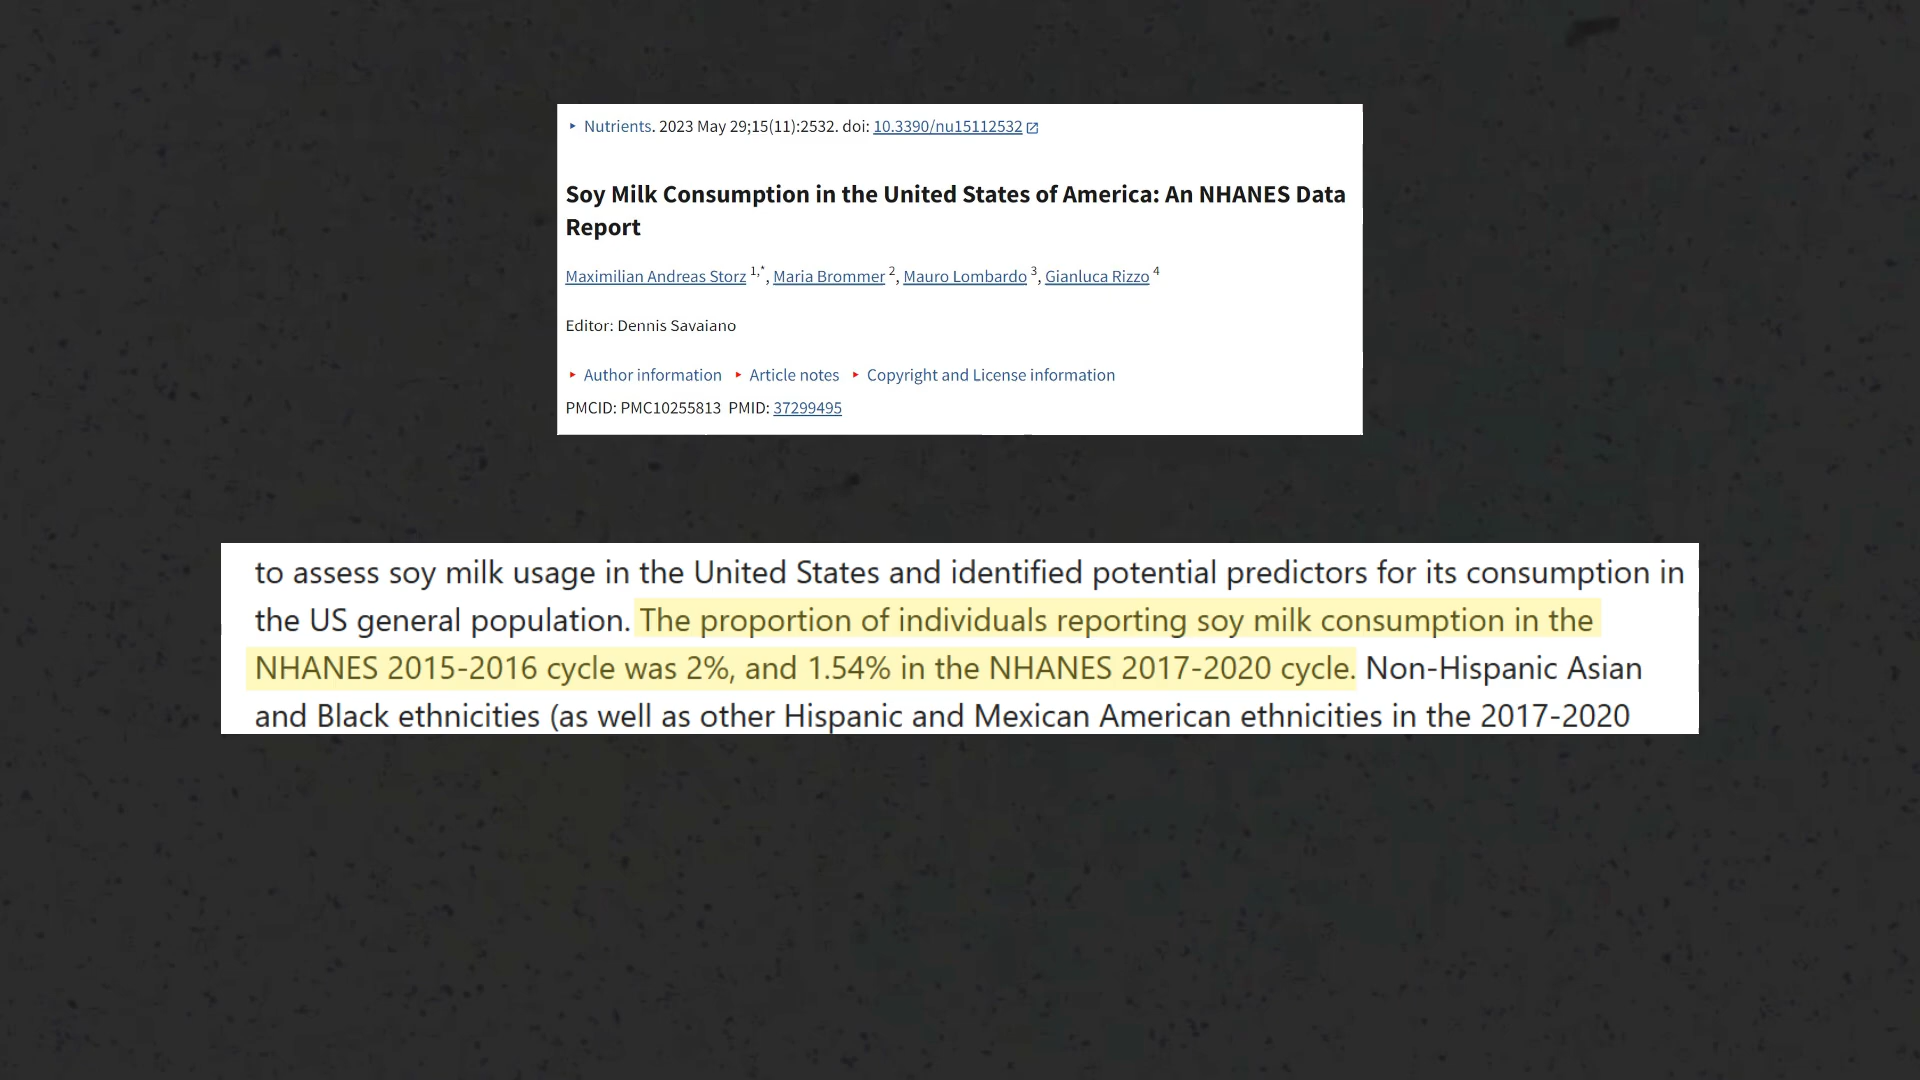 ‣ Nutrients. 2023 May 29;15(11):2532. doi: 10.3390/nu15112532
Soy Milk Consumption in the United States of America: An NHANES Data
Report
Maximilian Andreas Storz 1,*, Maria Brommer 2, Mauro Lombardo 3, Gianluca Rizzo 4
Editor: Dennis Savaiano
‣ Author information ‣ Article notes ‣ Copyright and License information
PMCID: PMC10255813 PMID: 37299495
to assess soy milk usage in the United States and identified potential predictors for its consumption in
the US general population. The proportion of individuals reporting soy milk consumption in the
NHANES 2015-2016 cycle was 2%, and 1.54% in the NHANES 2017-2020 cycle. Non-Hispanic Asian
and Black ethnicities (as well as other Hispanic and Mexican American ethnicities in the 2017-2020